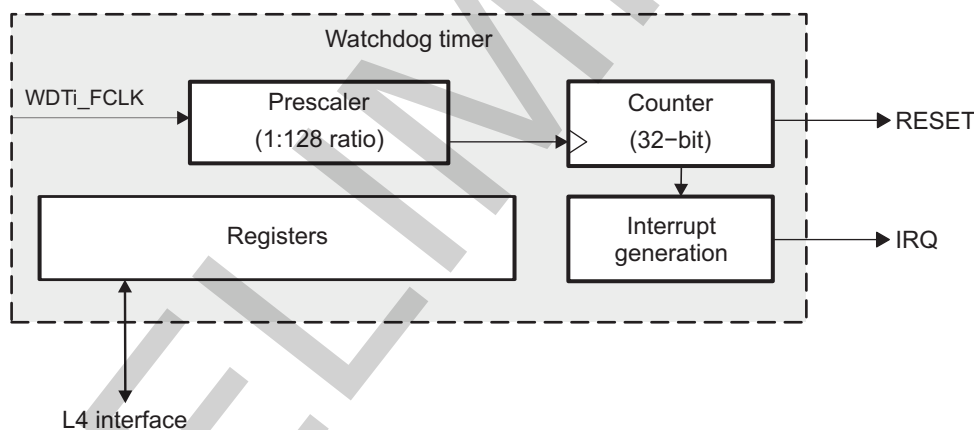 Watchdog timer
WDTi_FCLK
Prescaler
(1:128 ratio)
Counter
(32−bit)
RESET
Registers
Interrupt
generation
IRQ
L4 interface